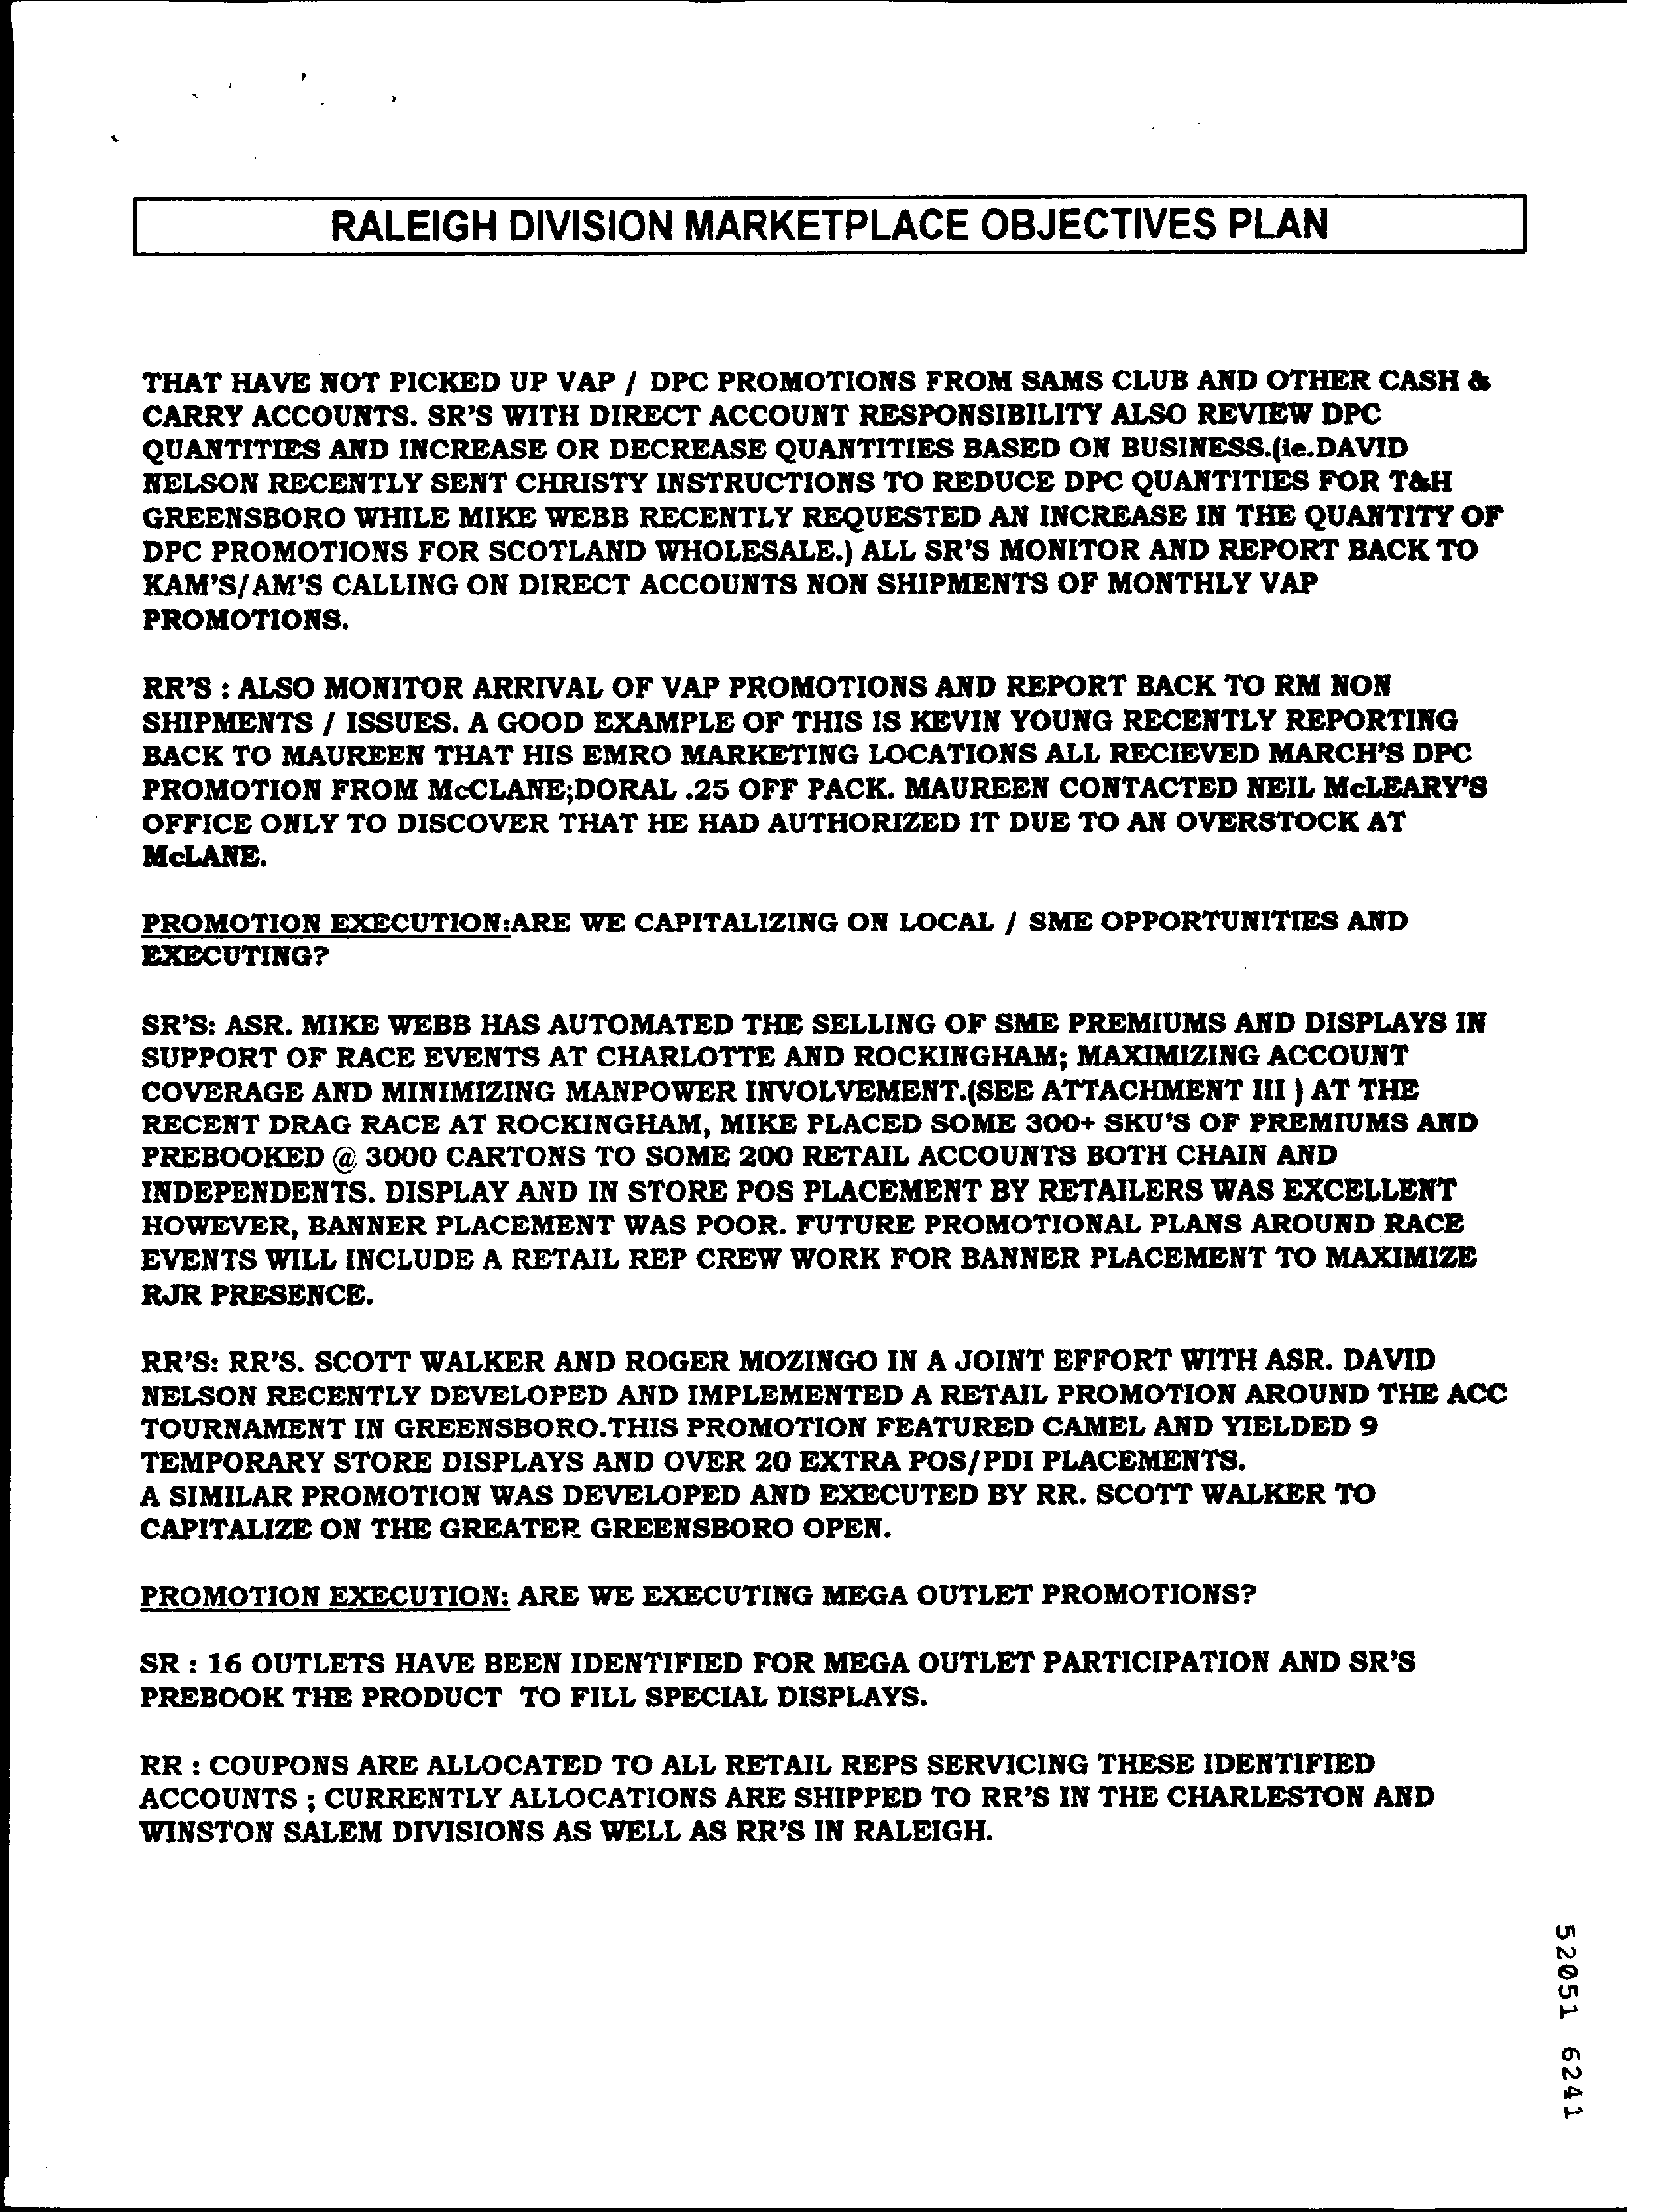 RALEIGH DIVISION MARKETPLACE OBJECTIVES PLAN
THAT HAVE NOT PICKED UP VAP / DPC PROMOTIONS FROM SAMS CLUB AND OTHER CASH &
CARRY ACCOUNTS. SR'S WITH DIRECT ACCOUNT RESPONSIBILITY ALSO REVIEW DPC
QUANTITIES AND INCREASE OR DECREASE QUANTITIES BASED ON BUSINESS.(ie.DAVID
NELSON RECENTLY SENT CHRISTY INSTRUCTIONS TO REDUCE DPC QUANTITIES FOR T&H
GREENSBORO WHILE MIKE WEBB RECENTLY REQUESTED AN INCREASE IN THE QUANTITY OF
DPC PROMOTIONS FOR SCOTLAND WHOLESALE.) ALL SR'S MONITOR AND REPORT BACK TO
KAM'S/AM'S CALLING ON DIRECT ACCOUNTS NON SHIPMENTS OF MONTHLY VAP
PROMOTIONS.
RR'S : ALSO MONITOR ARRIVAL OF VAP PROMOTIONS AND REPORT BACK TO RM NON
SHIPMENTS / ISSUES. A GOOD EXAMPLE OF THIS IS KEVIN YOUNG RECENTLY REPORTING
BACK TO MAUREEN THAT HIS EMRO MARKETING LOCATIONS ALL RECIEVED MARCH'S DPC
PROMOTION FROM McCLANE;DORAL .25 OFF PACK. MAUREEN CONTACTED NEIL McLEARY'S
OFFICE ONLY TO DISCOVER THAT HE HAD AUTHORIZED IT DUE TO AN OVERSTOCK AT
McLANE.
PROMOTION EXECUTION:ARE WE CAPITALIZING ON LOCAL / SME OPPORTUNITIES AND
EXECUTING?
SR'S: ASR. MIKE WEBB HAS AUTOMATED THE SELLING OF SME PREMIUMS AND DISPLAYS IN
SUPPORT OF RACE EVENTS AT CHARLOTTE AND ROCKINGHAM; MAXIMIZING ACCOUNT
COVERAGE AND MINIMIZING MANPOWER INVOLVEMENT.(SEE ATTACHMENT III ) AT THE
RECENT DRAG RACE AT ROCKINGHAM, MIKE PLACED SOME 300+ SKU'S OF PREMIUMS AND
PREBOOKED @ 3000 CARTONS TO SOME 200 RETAIL ACCOUNTS BOTH CHAIN AND
INDEPENDENTS. DISPLAY AND IN STORE POS PLACEMENT BY RETAILERS WAS EXCELLENT
HOWEVER, BANNER PLACEMENT WAS POOR. FUTURE PROMOTIONAL PLANS AROUND RACE
EVENTS WILL INCLUDE A RETAIL REP CREW WORK FOR BANNER PLACEMENT TO MAXIMIZE
RJR PRESENCE.
RR'S: RR'S. SCOTT WALKER AND ROGER MOZINGO IN A JOINT EFFORT WITH ASR. DAVID
NELSON RECENTLY DEVELOPED AND IMPLEMENTED A RETAIL PROMOTION AROUND THE ACC
TOURNAMENT IN GREENSBORO.THIS PROMOTION FEATURED CAMEL AND YIELDED 9
TEMPORARY STORE DISPLAYS AND OVER 20 EXTRA POS/PDI PLACEMENTS.
A SIMILAR PROMOTION WAS DEVELOPED AND EXECUTED BY RR. SCOTT WALKER TO
CAPITALIZE ON THE GREATER GREENSBORO OPEN.
PROMOTION EXECUTION: ARE WE EXECUTING MEGA OUTLET PROMOTIONS?
SR : 16 OUTLETS HAVE BEEN IDENTIFIED FOR MEGA OUTLET PARTICIPATION AND SR'S
PREBOOK THE PRODUCT TO FILL SPECIAL DISPLAYS.
RR : COUPONS ARE ALLOCATED TO ALL RETAIL REPS SERVICING THESE IDENTIFIED
ACCOUNTS ; CURRENTLY ALLOCATIONS ARE SHIPPED TO RR'S IN THE CHARLESTON AND
WINSTON SALEM DIVISIONS AS WELL AS RR'S IN RALEIGH.
52051 6241